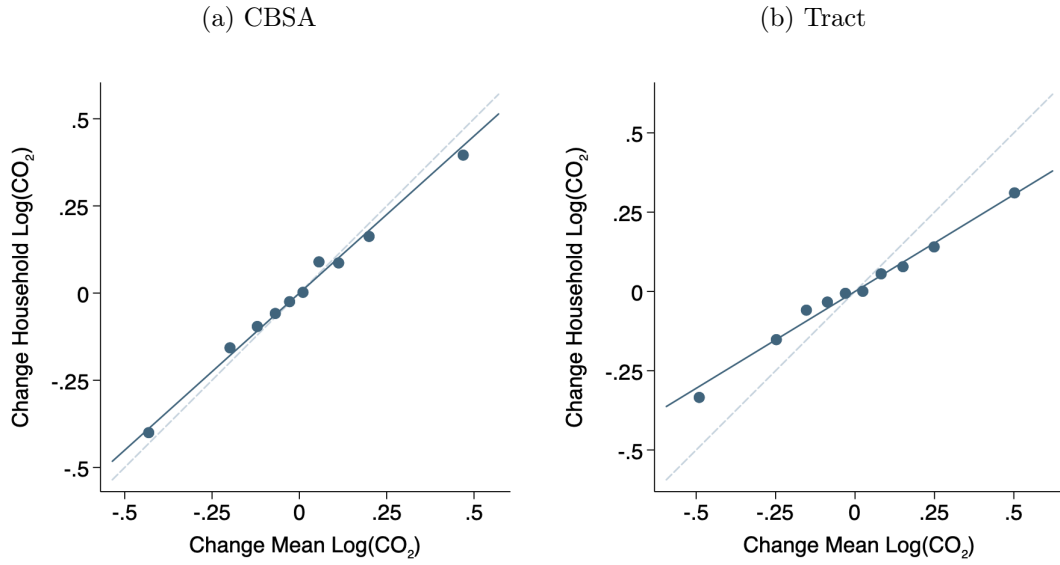 (a) CBSA
Change Household Log(CO₂)
.5
.25
0
-.25
-.5
-.5 -.25 0 .25 .5
Change Mean Log(CO₂)
(b) Tract
Change Household Log(CO₂)
.5
.25
0
-.25
-.5
-.5 -.25 0 .25 .5
Change Mean Log(CO₂)